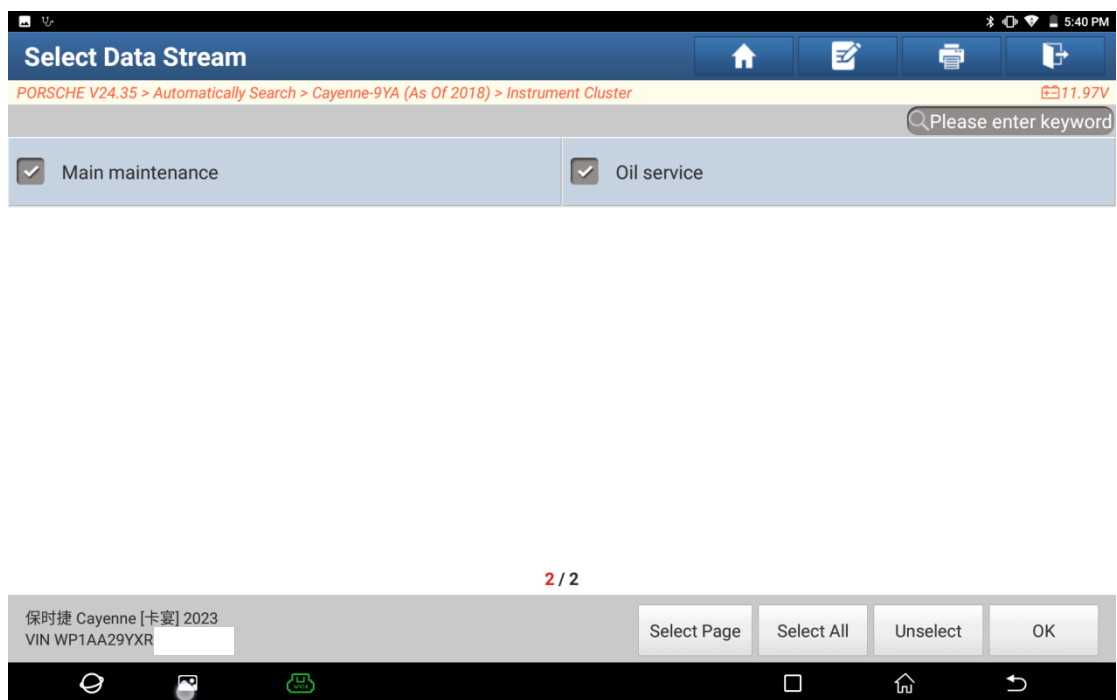 5:40 PM
Select Data Stream
PORSCHE V24.35 > Automatically Search > Cayenne-9YA (As Of 2018) > Instrument Cluster
11.97V
Please enter keyword
Main maintenance
Oil service
2 / 2
保时捷 Cayenne [卡宴] 2023
VIN WP1AA29YXR
Select Page
Select All
Unselect
OK
VCI